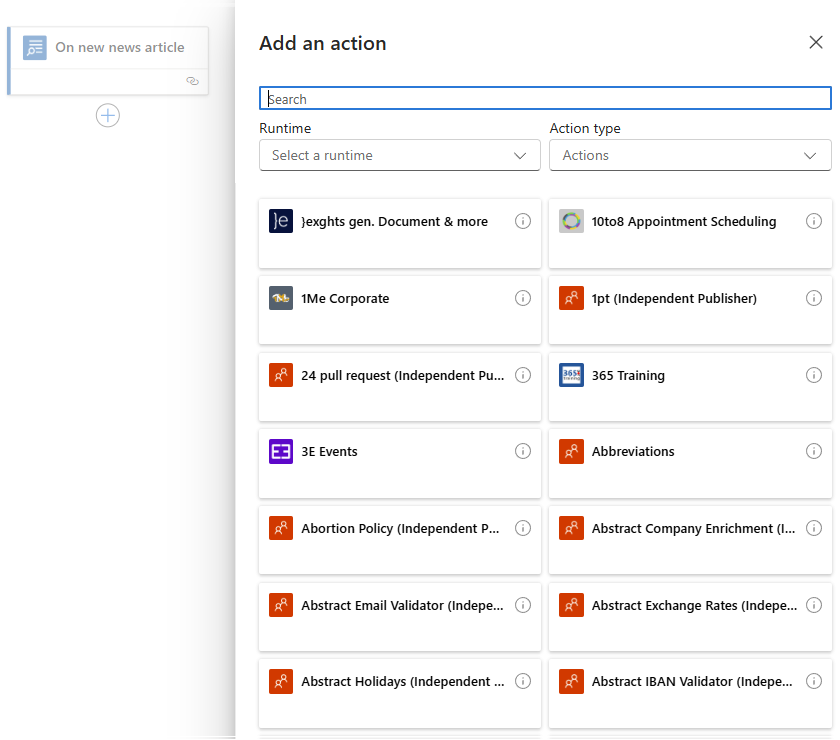 On new news article
Add an action
Search
Runtime
Action type
Select a runtime
Actions
}e
}exghts gen. Document & more
10to8 Appointment Scheduling
1Me Corporate
1pt (Independent Publisher)
24 pull request (Independent Pu...
365 Training
3E Events
Abbreviations
Abortion Policy (Independent P...
Abstract Company Enrichment (I...
Abstract Email Validator (Indepe...
Abstract Exchange Rates (Indepe...
Abstract Holidays (Independent ...
Abstract IBAN Validator (Indepe...